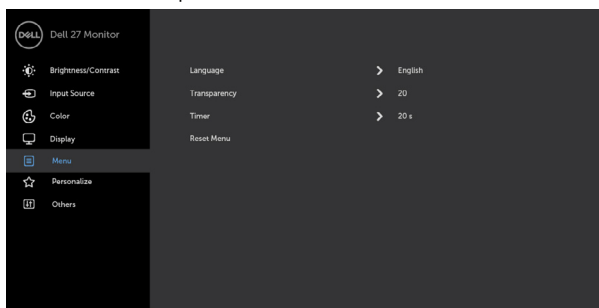 DELL Dell 27 Monitor
Brightness/Contrast Language English
Input Source Transparency 20
Color Timer 20 s
Display Reset Menu
Menu
Personalize
Others